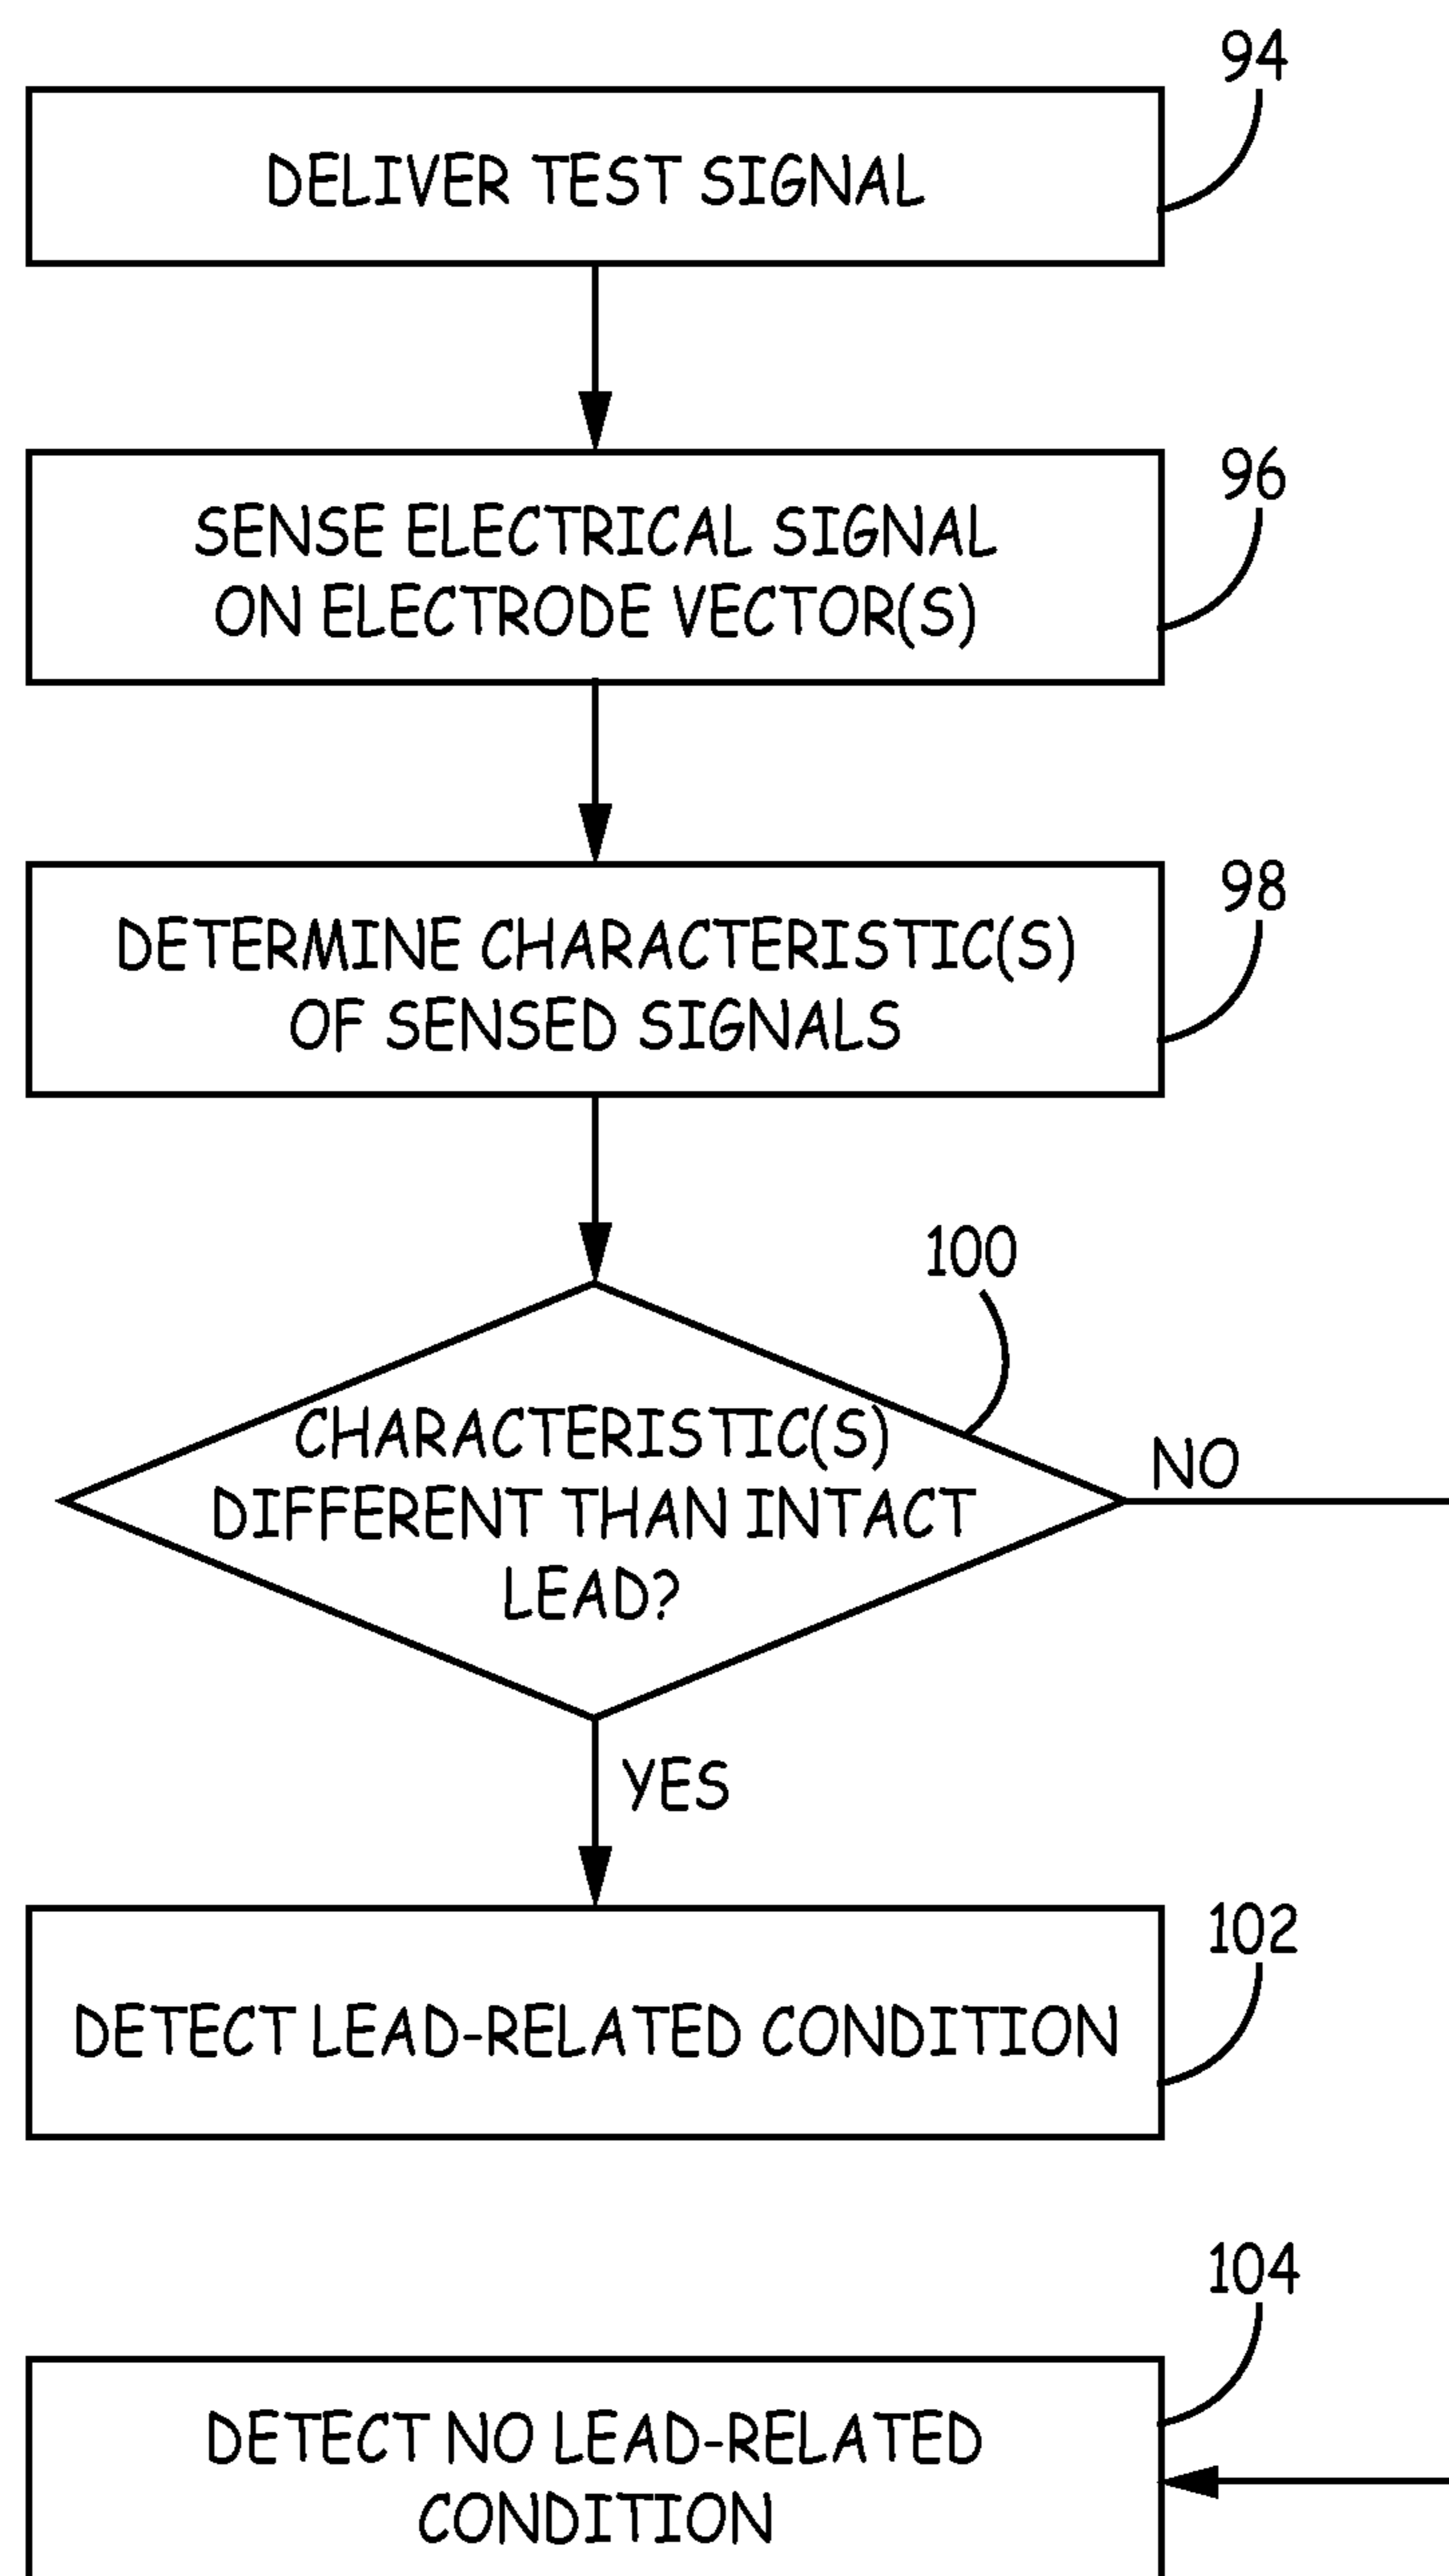 94
DELIVER TEST SIGNAL
96
SENSE ELECTRICAL SIGNAL
ON ELECTRODE VECTOR(S)
98
DETERMINE CHARACTERISTIC(S)
OF SENSED SIGNALS
100
CHARACTERISTIC(S)
DIFFERENT THAN INTACT
LEAD?
NO
YES
102
DETECT LEAD-RELATED CONDITION
104
DETECT NO LEAD-RELATED
CONDITION